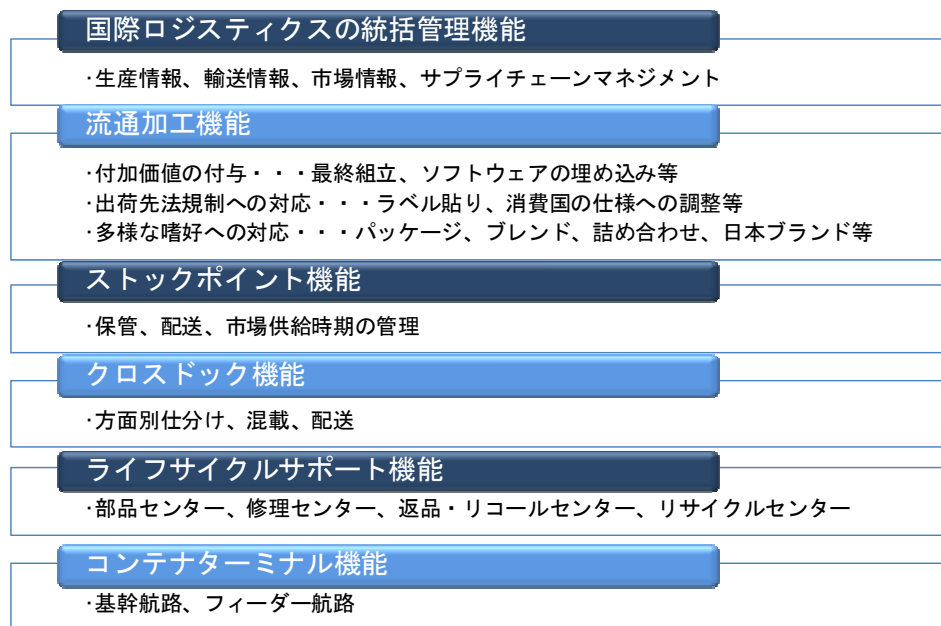 国際ロジスティクスの統括管理機能
·生産情報、輸送情報、市場情報、サプライチェーンマネジメント
流通加工機能
·付加価値の付与・・・最終組立、ソフトウェアの埋め込み等
·出荷先法規制への対応・・・ラベル貼り、消費国の仕様への調整等
·多様な嗜好への対応・・・パッケージ、ブレンド、詰め合わせ、日本ブランド等
ストックポイント機能
·保管、配送、市場供給時期の管理
クロスドック機能
·方面別仕分け、混載、配送
ライフサイクルサポート機能
·部品センター、修理センター、返品・リコールセンター、リサイクルセンター
コンテナターミナル機能
·基幹航路、フィーダー航路